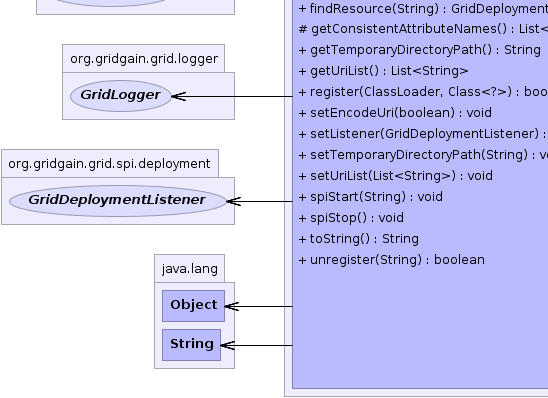 + findResource(String) : GridDeployment
# getConsistentAttributeNames() : List<
+ getTemporaryDirectoryPath() : String
+ getUriList() : List<String>
+ register(ClassLoader, Class<?>) : boo
+ setEncodeUri(boolean) : void
+ setListener(GridDeploymentListener) :
+ setTemporaryDirectoryPath(String) : vo
+ setUriList(List<String>) : void
+ spiStart(String) : void
+ spiStop() : void
+ toString() : String
+ unregister(String) : boolean
org.gridgain.grid.logger
GridLogger
org.gridgain.grid.spi.deployment
GridDeploymentListener
java.lang
Object
String